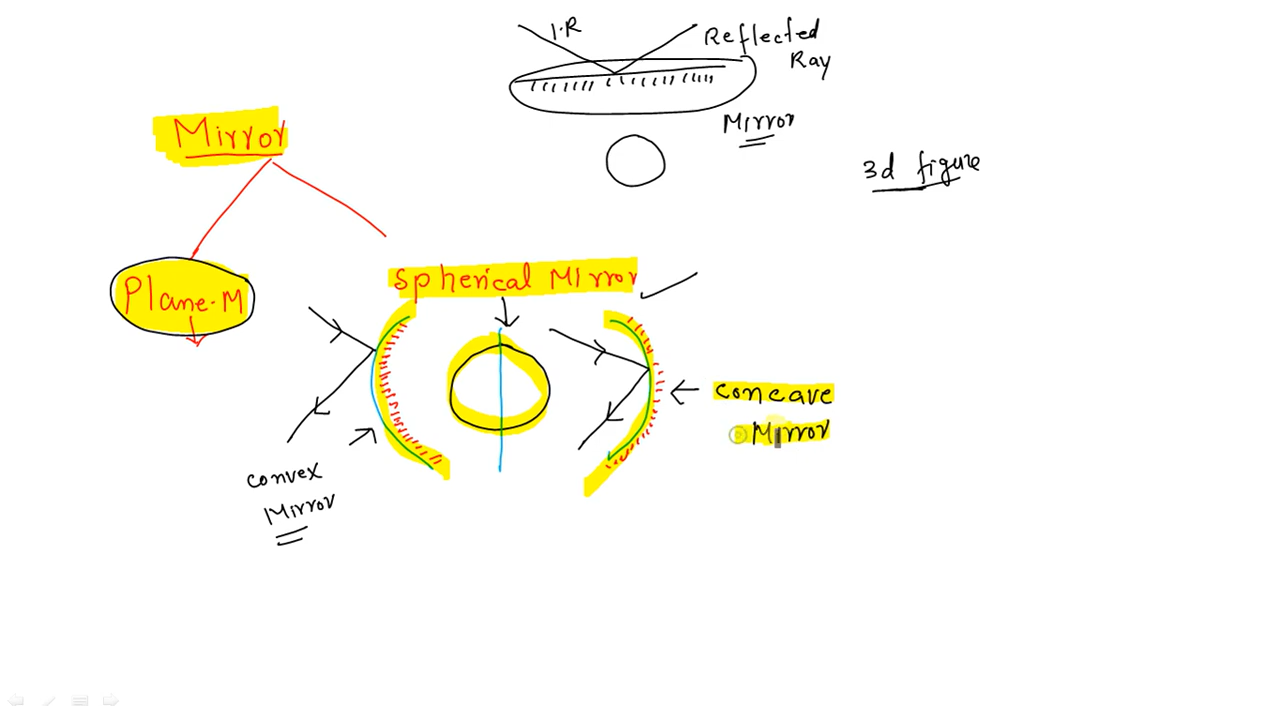 I.R
Reflected
Ray
Mirror
3d figure
Mirror
Plane-M
Spherical Mirror
concave
Mirror
convex
Mirror